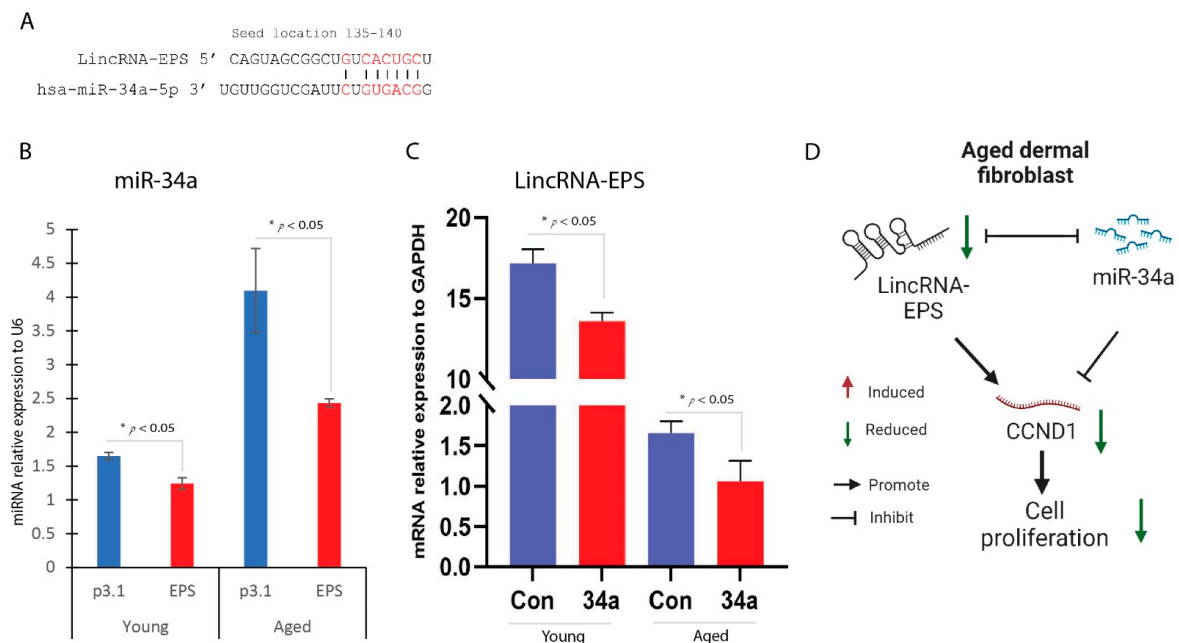 A
Seed location 135-140
LincRNA-EPS 5’ CAGUAGCGGCUGUCACUGCU
hsa-miR-34a-5p 3’ UGUUGGUCGAUUCUGUGACGG
B
miR-34a
miRNA relative expression to U6
5
4.5
4
3.5
3
2.5
2
1.5
1
0.5
0
* p < 0.05
* p < 0.05
p3.1 EPS p3.1 EPS
Young Aged
C
LincRNA-EPS
mRNA relative expression to GAPDH
20
15
10
2.0
1.5
1.0
0.5
0.0
* p < 0.05
* p < 0.05
Con 34a Con 34a
Young Aged
D
Aged dermal
fibroblast
LincRNA-
EPS
miR-34a
Induced
Reduced
Promote
Inhibit
CCND1
Cell
proliferation